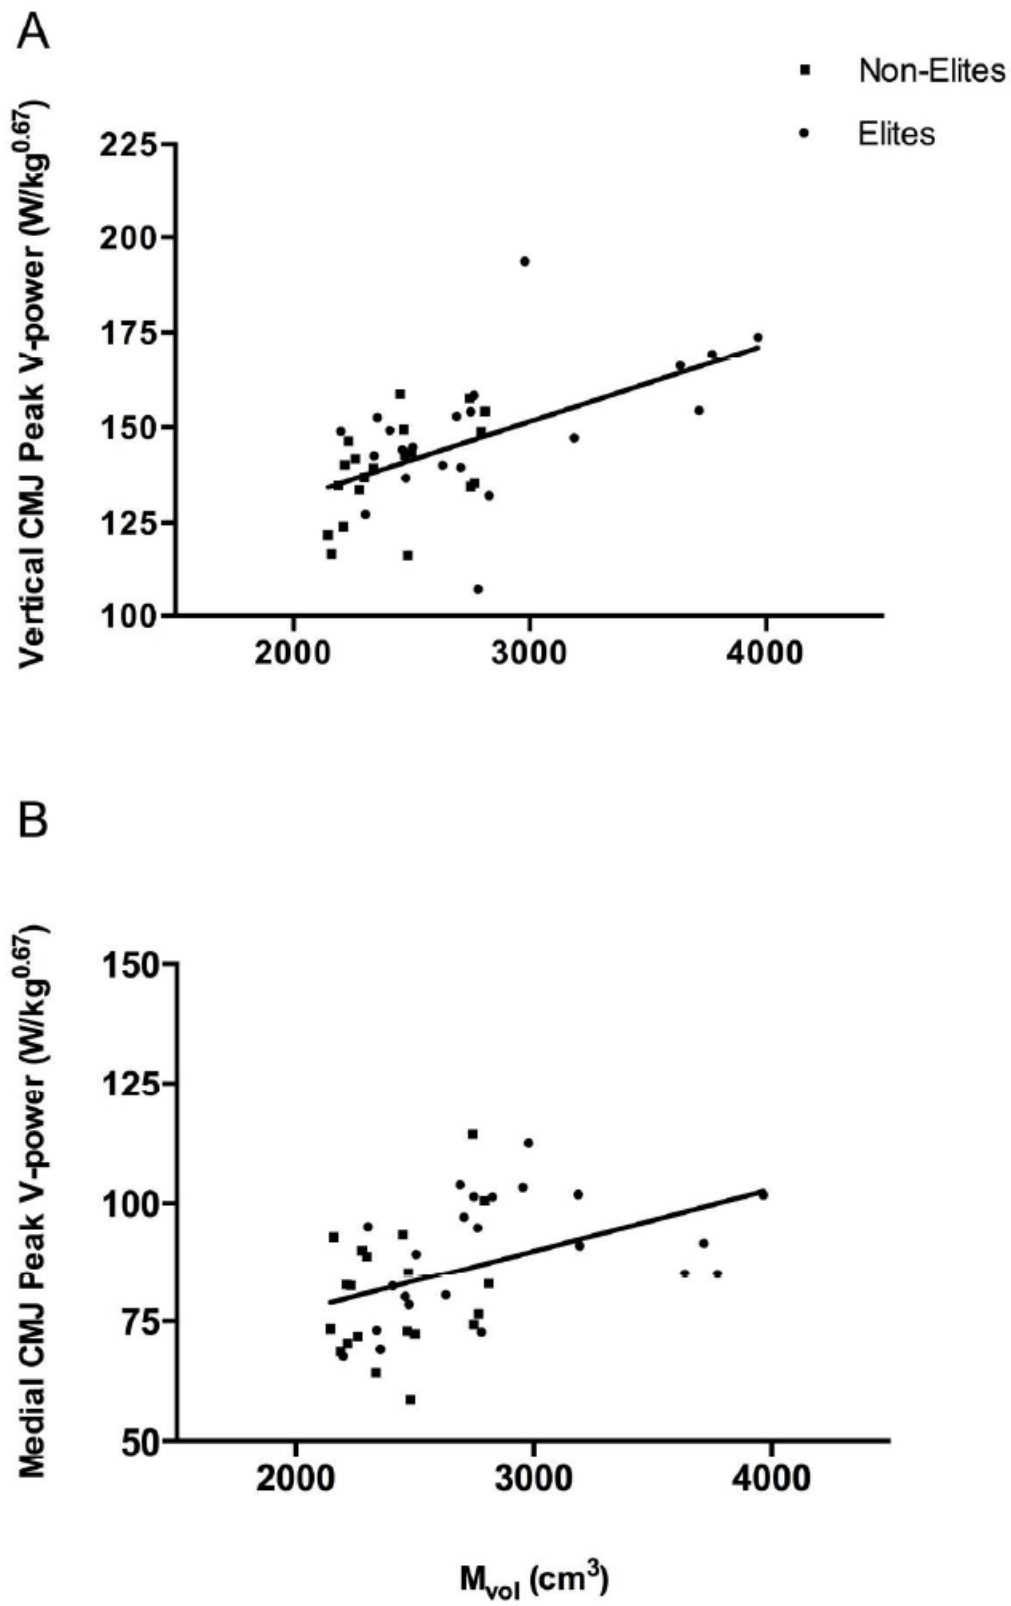 A
Non-Elites
Elites
Vertical CMJ Peak V-power (W/kg^0.67)
225
200
175
150
125
100
2000 3000 4000
B
Medial CMJ Peak V-power (W/kg^0.67)
150
125
100
75
50
2000 3000 4000
M_vol (cm^3)